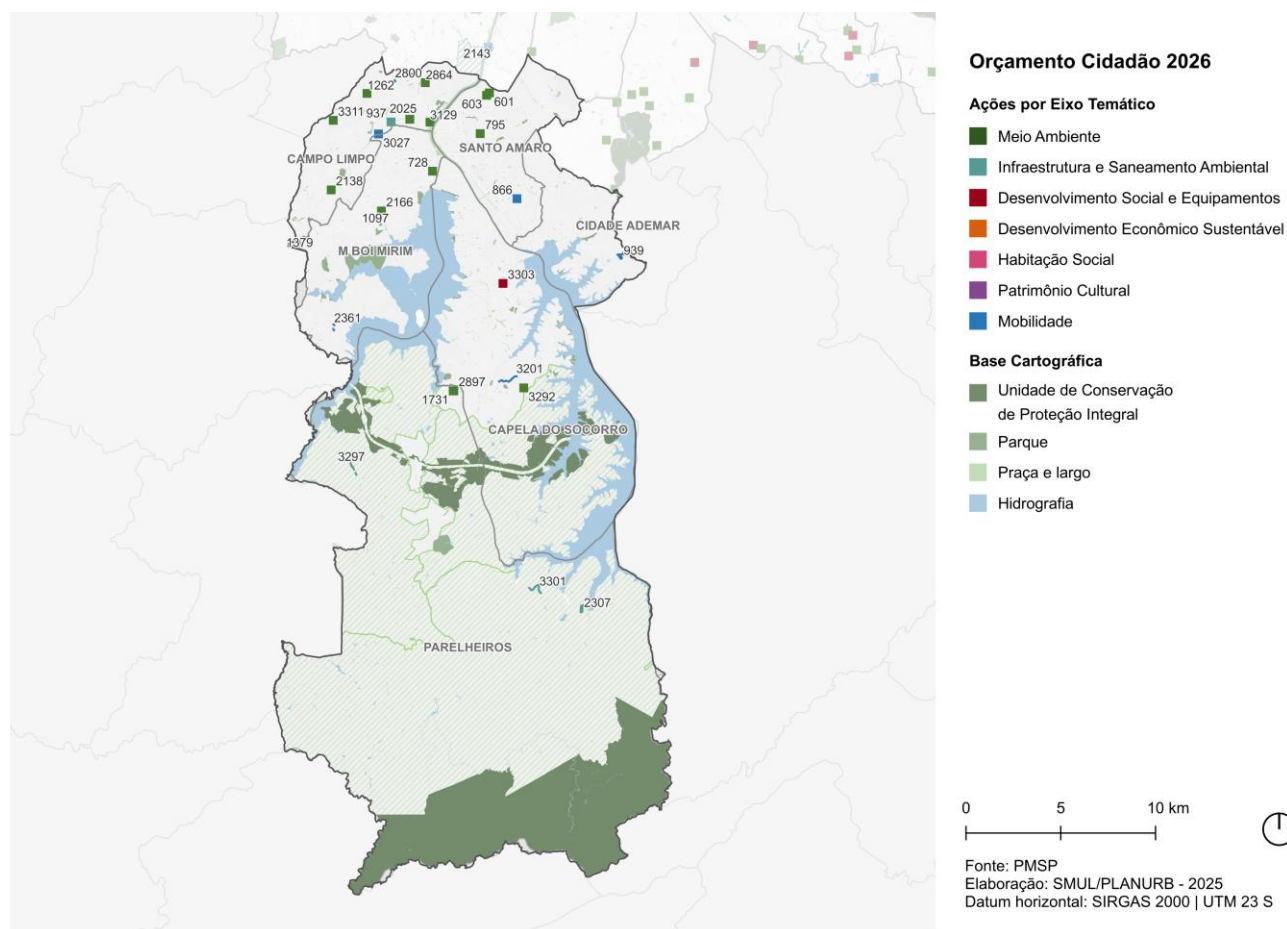 2143
2800
2864
1262
603
601
3311
937
2025
3129
795
3027
SANTO AMARO
CAMPO LIMPO
728
2138
866
2166
1097
CIDADE ADEMAR
1379
M BOI MIRIM
939
3303
2361
3201
2897
1731
3292
CAPELA DO SOCORRO
3297
3301
2307
PARELHEIROS
Orçamento Cidadão 2026
Ações por Eixo Temático
Meio Ambiente
Infraestrutura e Saneamento Ambiental
Desenvolvimento Social e Equipamentos
Desenvolvimento Econômico Sustentável
Habitação Social
Patrimônio Cultural
Mobilidade
Base Cartográfica
Unidade de Conservação
de Proteção Integral
Parque
Praça e largo
Hidrografia
0 5 10 km
Fonte: PMSP
Elaboração: SMUL/PLANURB - 2025
Datum horizontal: SIRGAS 2000 | UTM 23 S